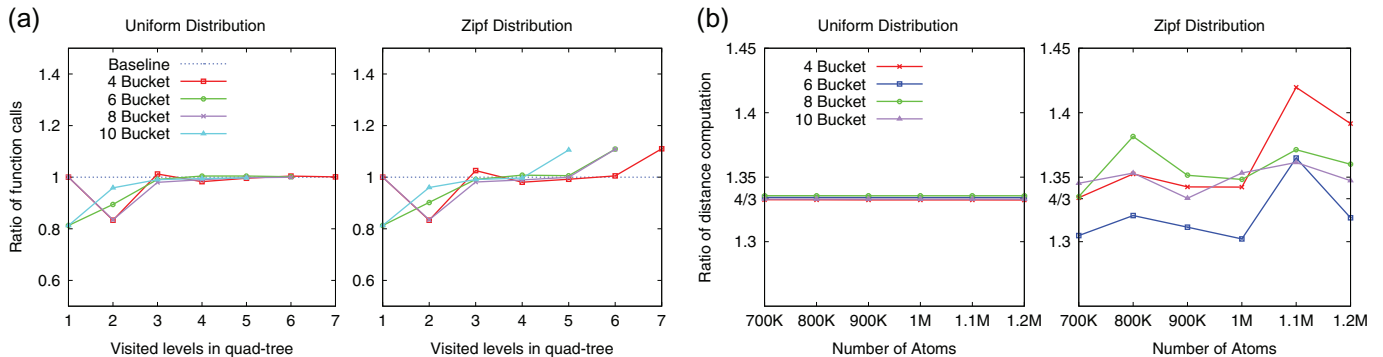 (a)
Uniform Distribution
Ratio of function calls
1.4
1.2
1
0.8
0.6
Baseline
4 Bucket
6 Bucket
8 Bucket
10 Bucket
1 2 3 4 5 6 7
Visited levels in quad-tree
Zipf Distribution
1.4
1.2
1
0.8
0.6
1 2 3 4 5 6 7
Visited levels in quad-tree
(b)
Uniform Distribution
Ratio of distance computation
1.45
1.4
1.35
4/3
1.3
4 Bucket
6 Bucket
8 Bucket
10 Bucket
700K 800K 900K 1M 1.1M 1.2M
Number of Atoms
Zipf Distribution
1.45
1.4
1.35
4/3
1.3
700K 800K 900K 1M 1.1M 1.2M
Number of Atoms